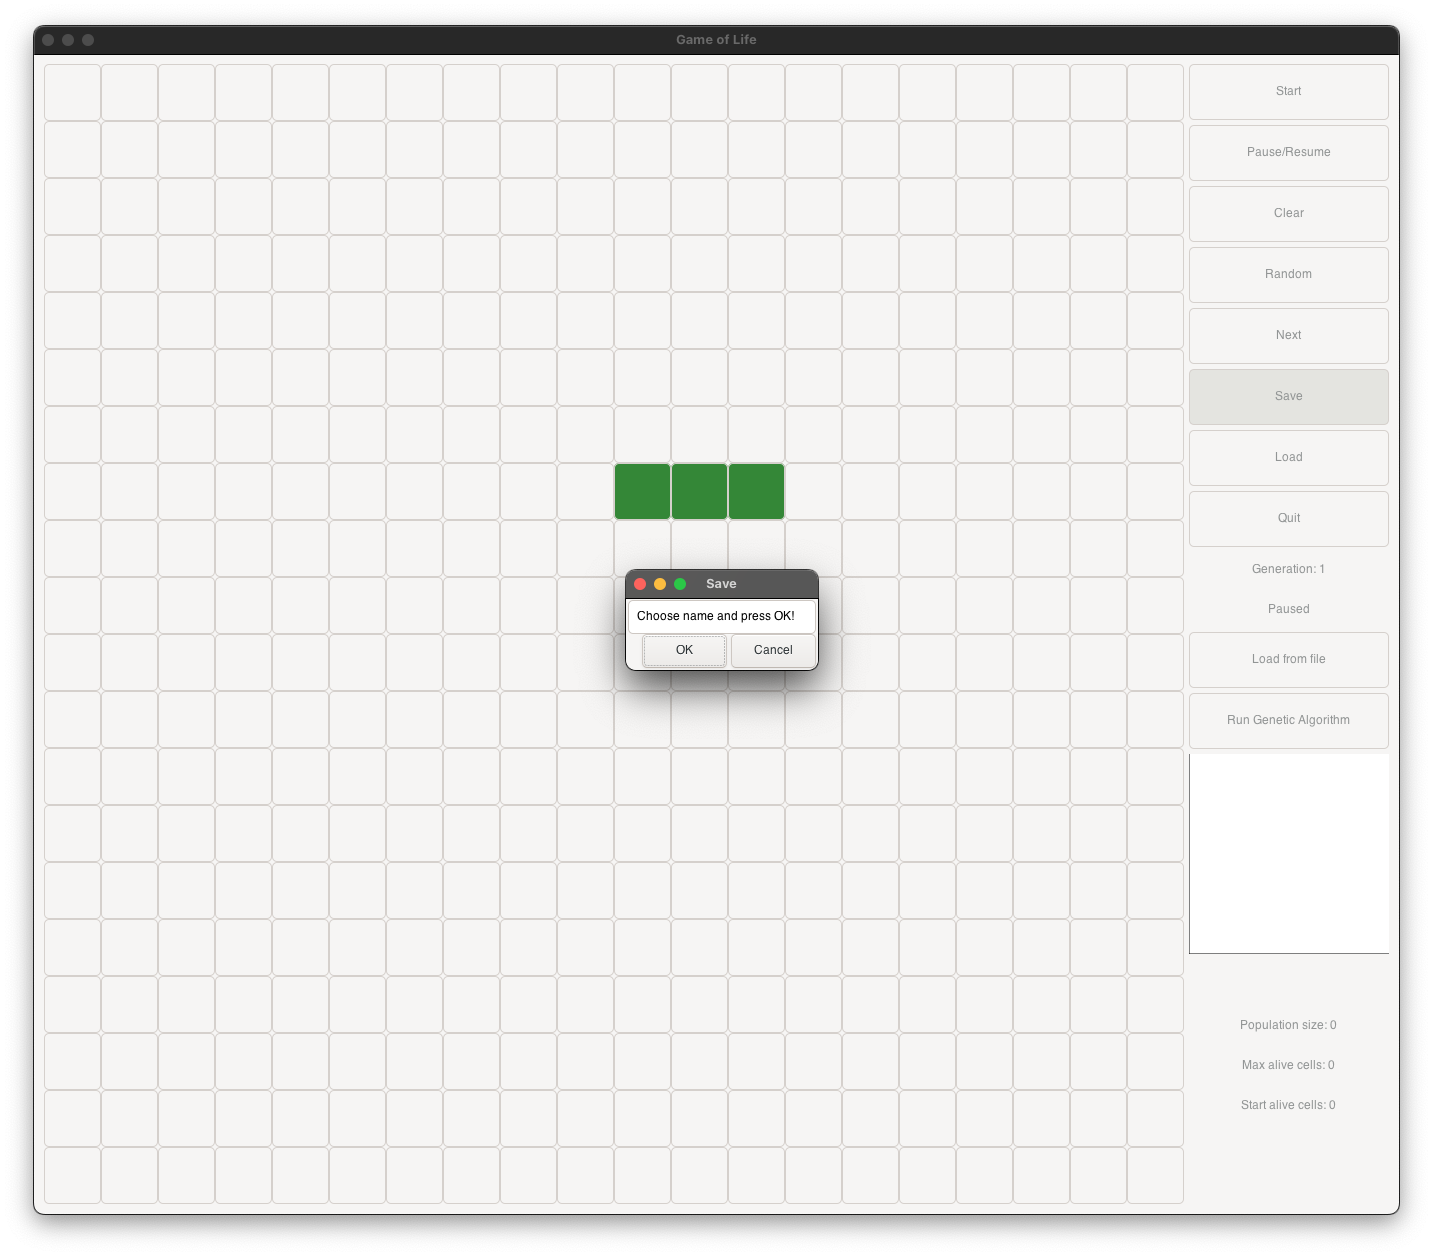 Game of Life
Start
Pause/Resume
Clear
Random
Next
Save
Load
Quit
Generation: 1
Paused
Load from file
Run Genetic Algorithm
Population size: 0
Max alive cells: 0
Start alive cells: 0
Save
Choose name and press OK!
OK
Cancel